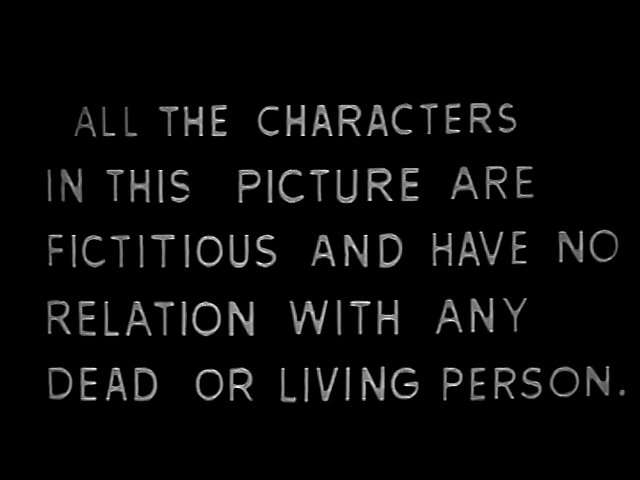 ALL THE CHARACTERS
IN THIS PICTURE ARE
FICTITIOUS AND HAVE NO
RELATION WITH ANY
DEAD OR LIVING PERSON.